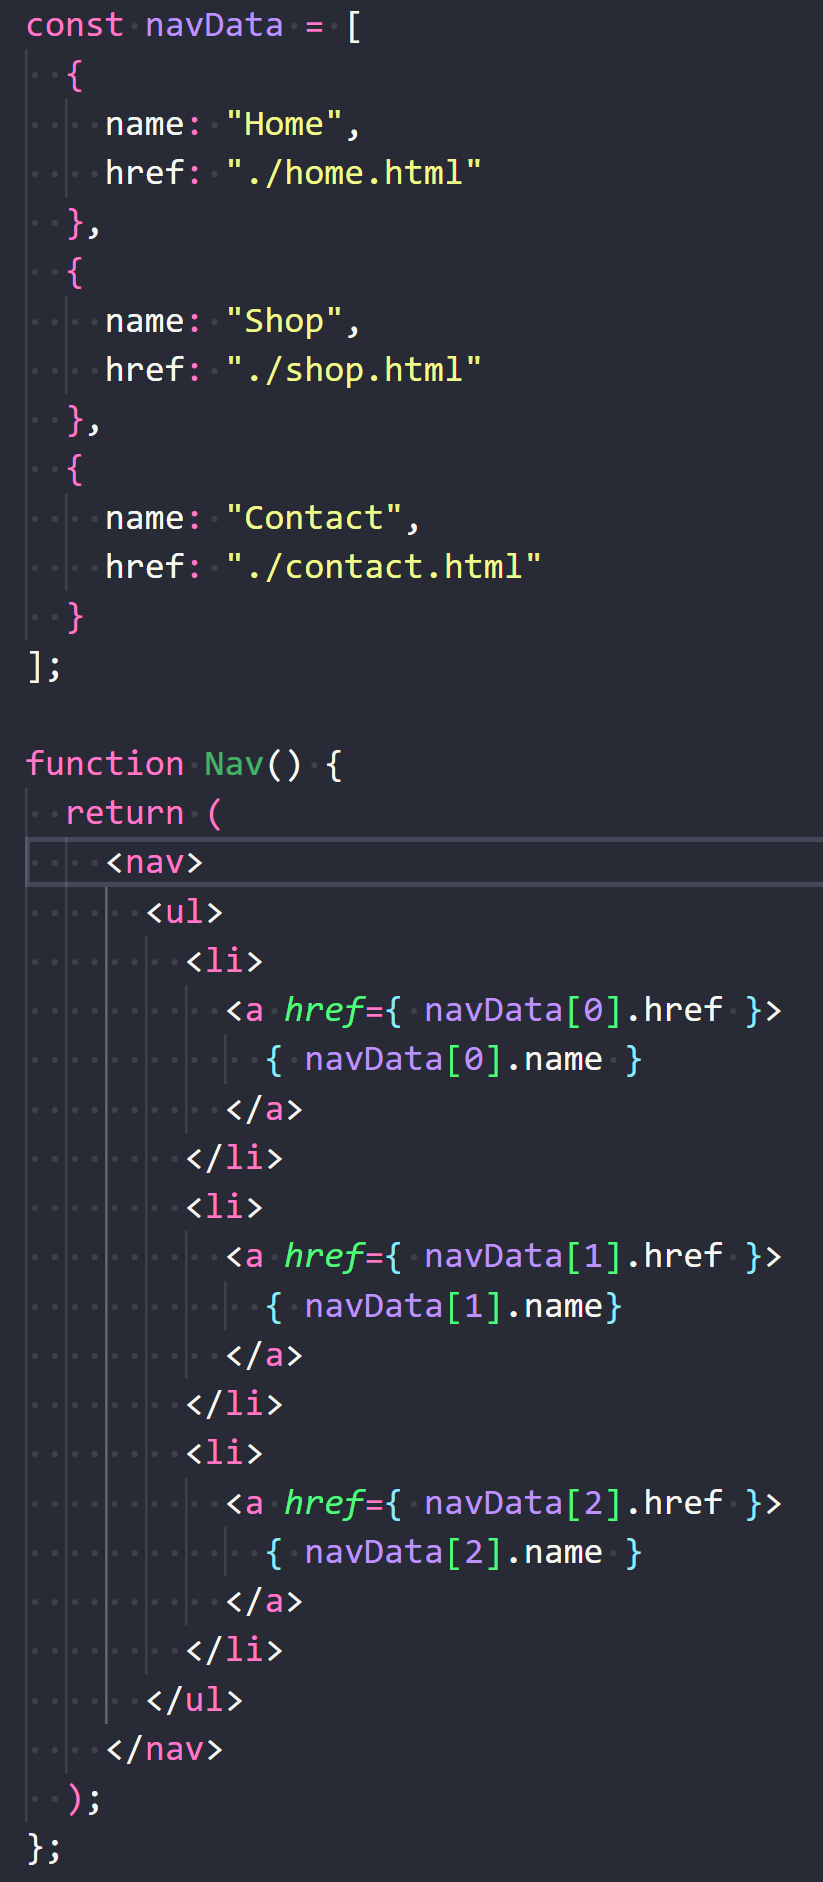 const navData = [
  {
    name: "Home",
    href: "./home.html"
  },
  {
    name: "Shop",
    href: "./shop.html"
  },
  {
    name: "Contact",
    href: "./contact.html"
  }
];

function Nav() {
  return (
    <nav>
      <ul>
        <li>
          <a href={ navData[0].href }>
            { navData[0].name }
          </a>
        </li>
        <li>
          <a href={ navData[1].href }>
            { navData[1].name}
          </a>
        </li>
        <li>
          <a href={ navData[2].href }>
            { navData[2].name }
          </a>
        </li>
      </ul>
    </nav>
  );
};